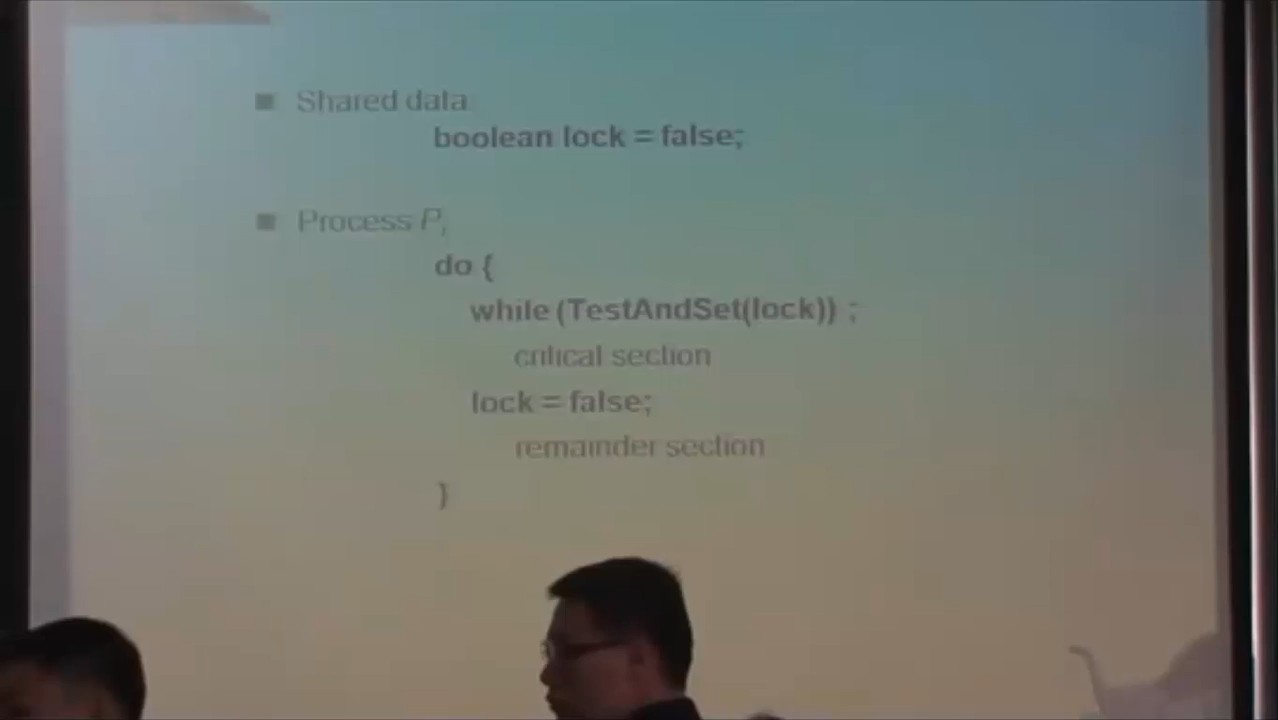 Shared data
boolean lock = false;
Process Pi
do {
while (TestAndSet(lock)) ;
critical section
lock = false;
remainder section
}